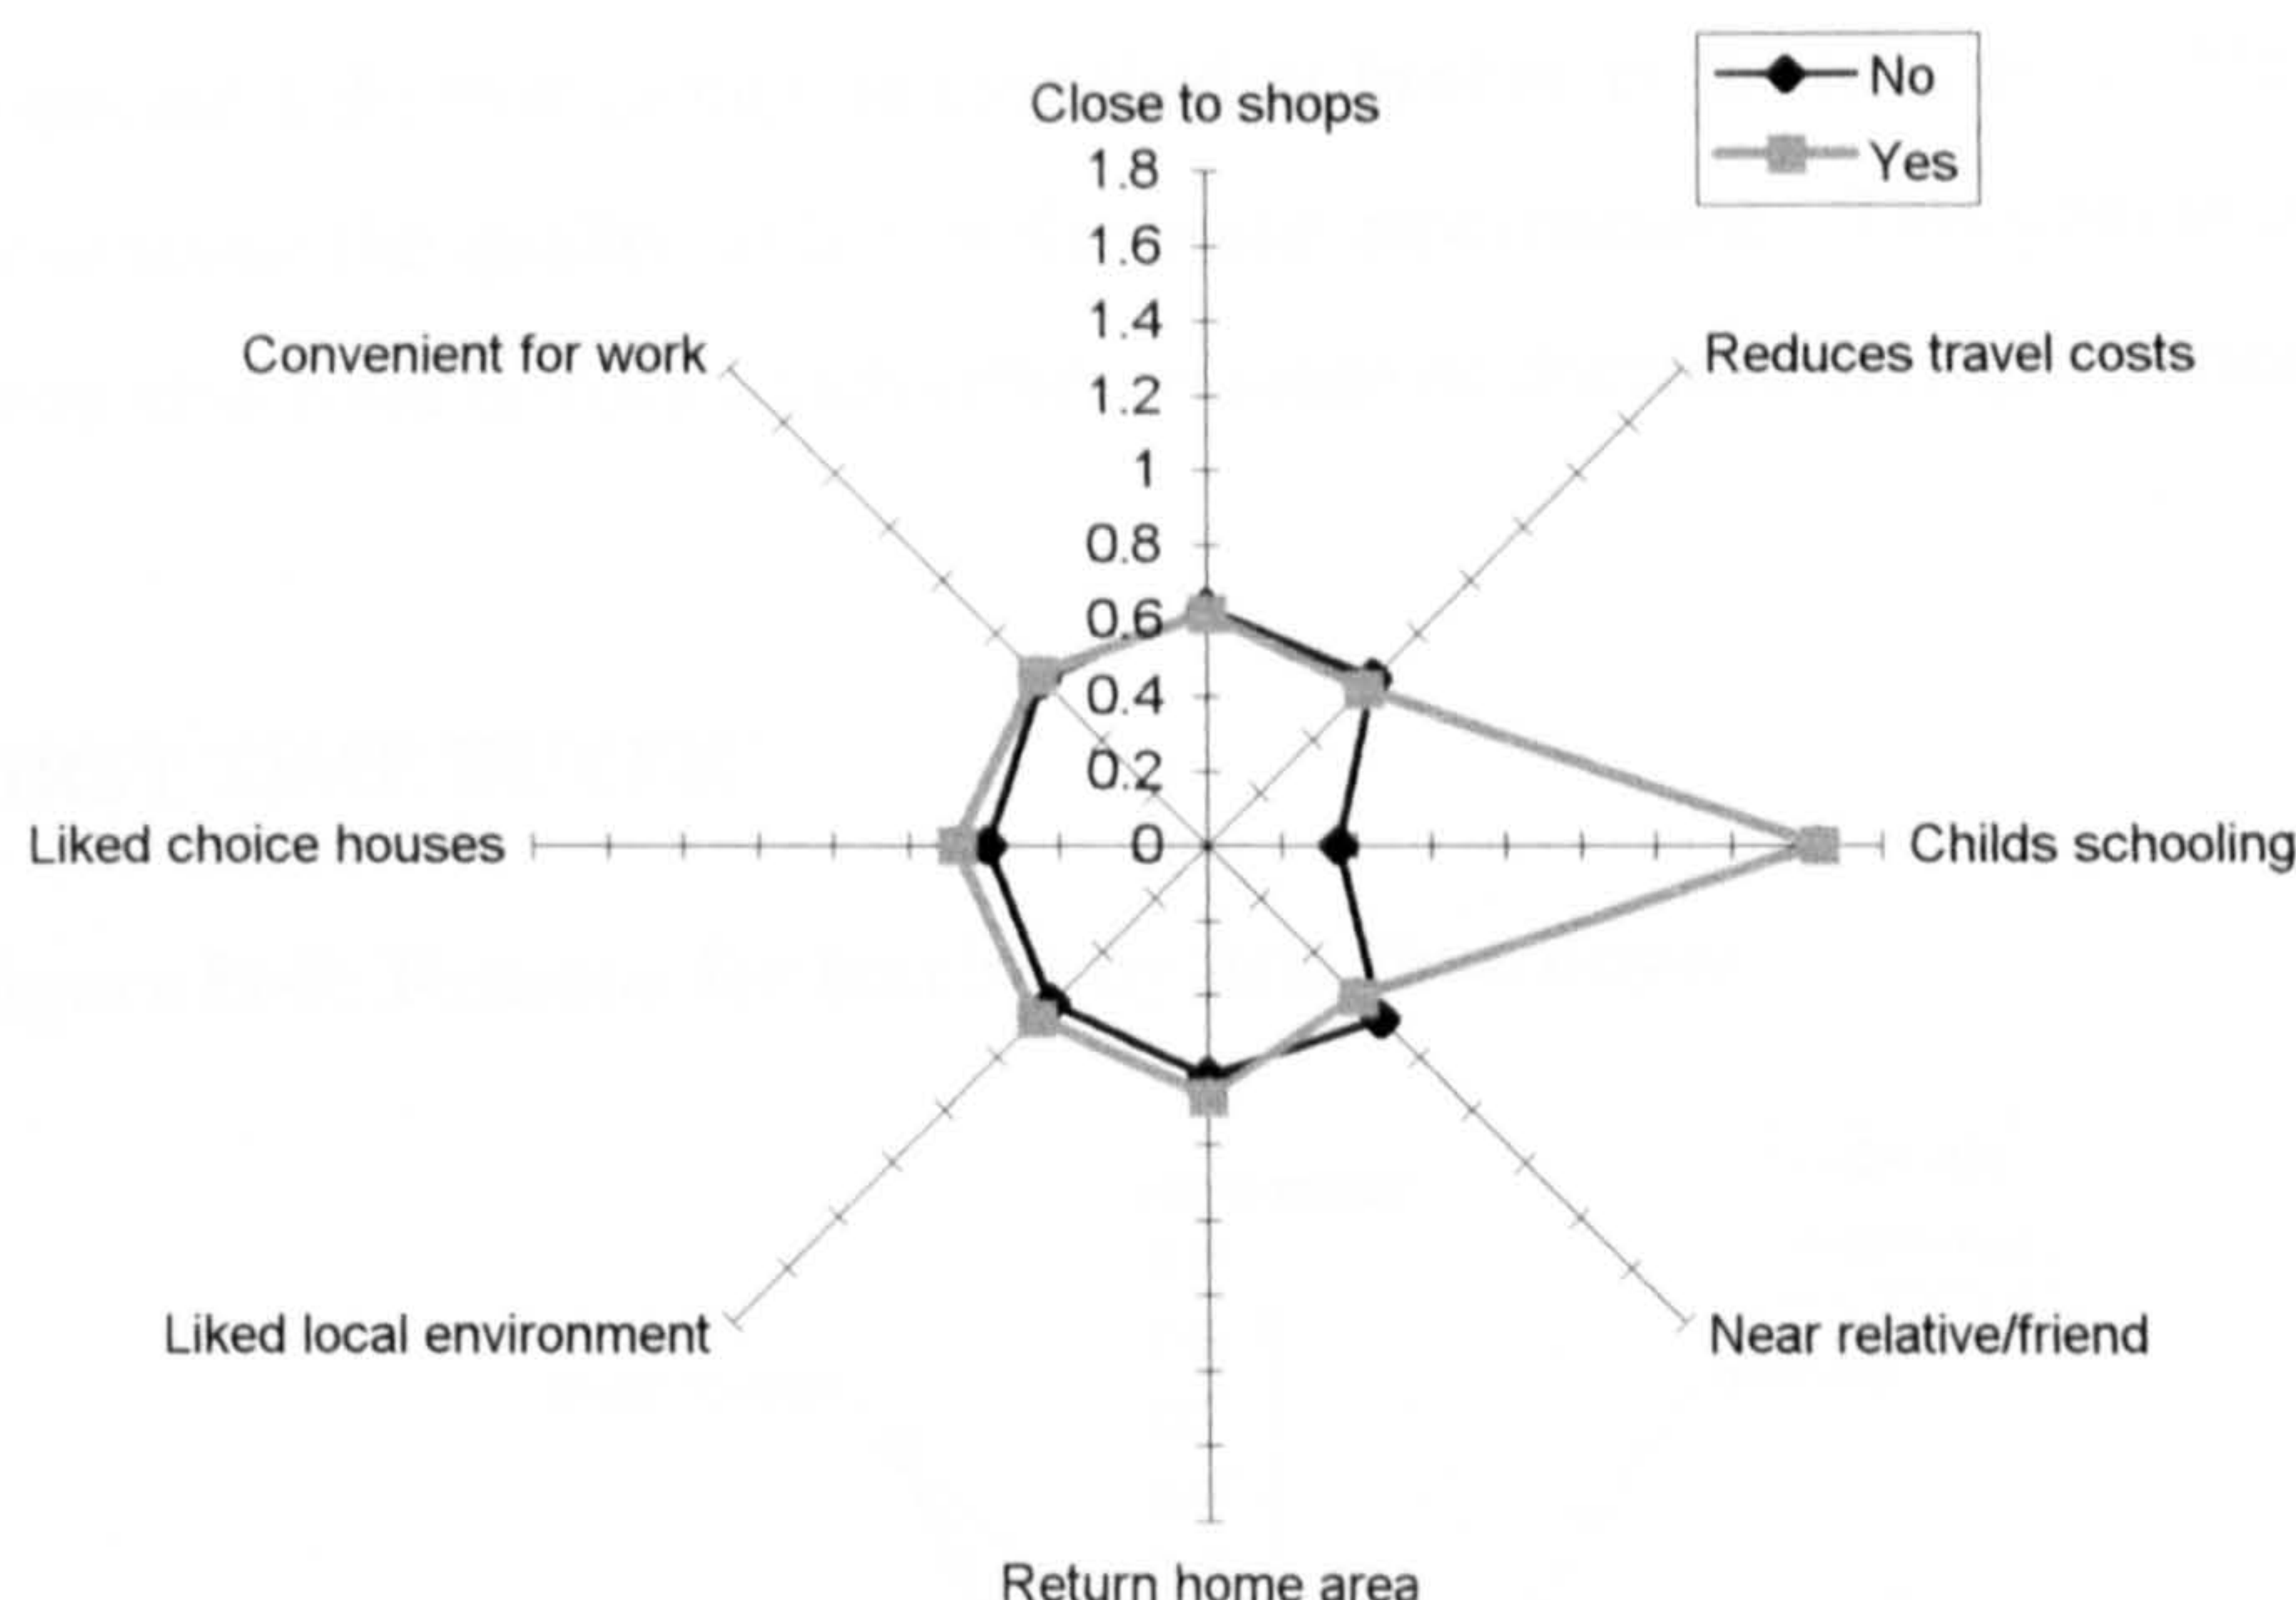 No
Yes
Close to shops
1.8
1.6
1.4
1.2
1
0.8
0.6
0.4
0.2
0
Convenient for work
Reduces travel costs
Liked choice houses
Childs schooling
Liked local environment
Near relative/friend
Return home area